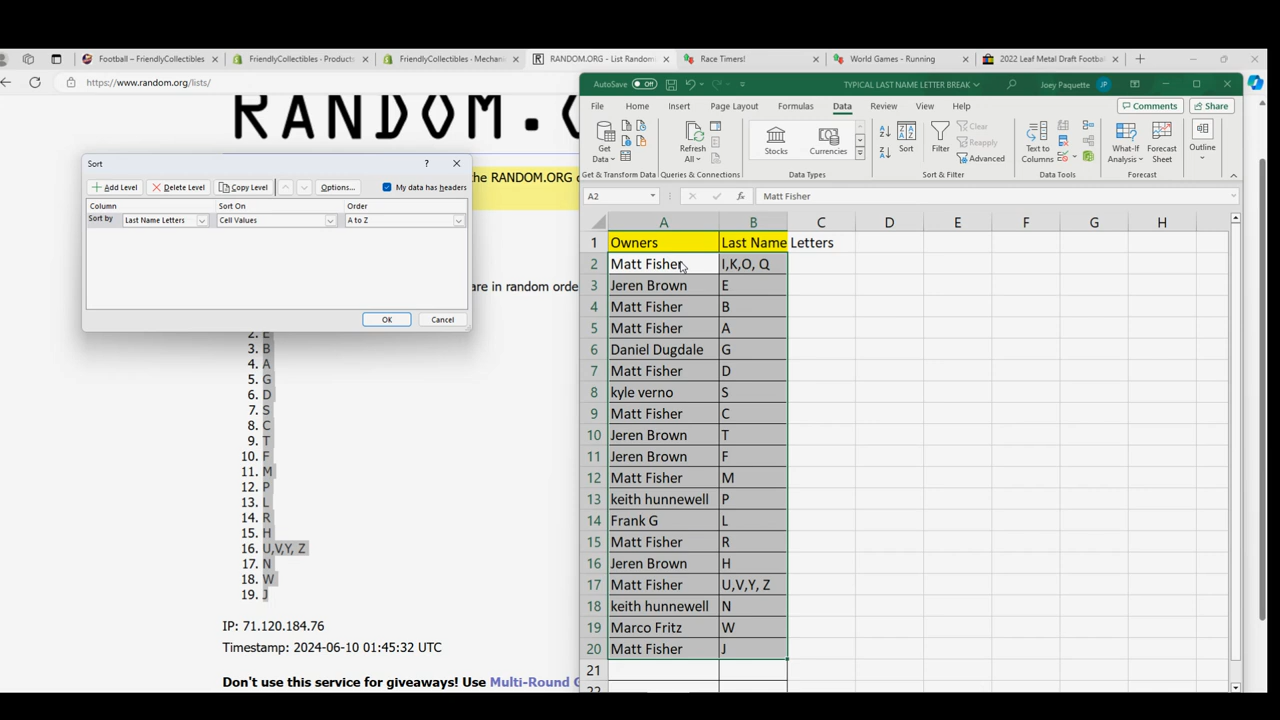 Football – FriendlyCollectibles
FriendlyCollectibles · Products
FriendlyCollectibles · Mechani
RANDOM.ORG - List Random
Race Timers!
World Games - Running
2022 Leaf Metal Draft Footba
https://www.random.org/lists/
RANDOM.O
AutoSave Off
TYPICAL LAST NAME LETTER BREAK
Joey Paquette JP
File Home Insert Page Layout Formulas Data Review View Help
Comments Share
Get Data
Refresh All
Stocks
Currencies
Sort
Filter
Clear
Reapply
Advanced
Text to Columns
What-If Analysis
Forecast Sheet
Outline
Get & Transform Data
Queries & Connections
Data Types
Sort & Filter
Data Tools
Forecast
A2
fx
Matt Fisher
Sort
?
Add Level
Delete Level
Copy Level
Options...
My data has headers
Column Sort On Order
Sort by Last Name Letters Cell Values A to Z
OK Cancel
the RANDOM.ORG
are in random orde
2. E
3. B
4. A
5. G
6. D
7. S
8. C
9. T
10. F
11. M
12. P
13. L
14. R
15. H
16. U,V,Y, Z
17. N
18. W
19. J
IP: 71.120.184.76
Timestamp: 2024-06-10 01:45:32 UTC
Don't use this service for giveaways! Use Multi-Round G
A B C D E F G H
1 Owners Last Name Letters
2 Matt Fisher I,K,O, Q
3 Jeren Brown E
4 Matt Fisher B
5 Matt Fisher A
6 Daniel Dugdale G
7 Matt Fisher D
8 kyle verno S
9 Matt Fisher C
10 Jeren Brown T
11 Jeren Brown F
12 Matt Fisher M
13 keith hunnewell P
14 Frank G L
15 Matt Fisher R
16 Jeren Brown H
17 Matt Fisher U,V,Y, Z
18 keith hunnewell N
19 Marco Fritz W
20 Matt Fisher J
21
22